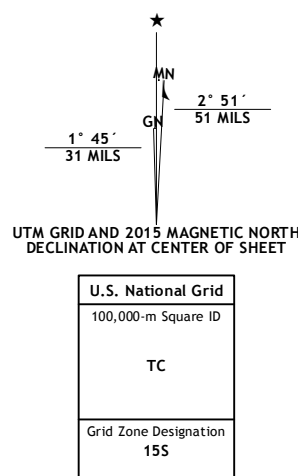 ★
MN
GN
2° 51´
51 MILS
1° 45´
31 MILS
UTM GRID AND 2015 MAGNETIC NORTH
DECLINATION AT CENTER OF SHEET
U.S. National Grid
100,000-m Square ID
TC
Grid Zone Designation
15S